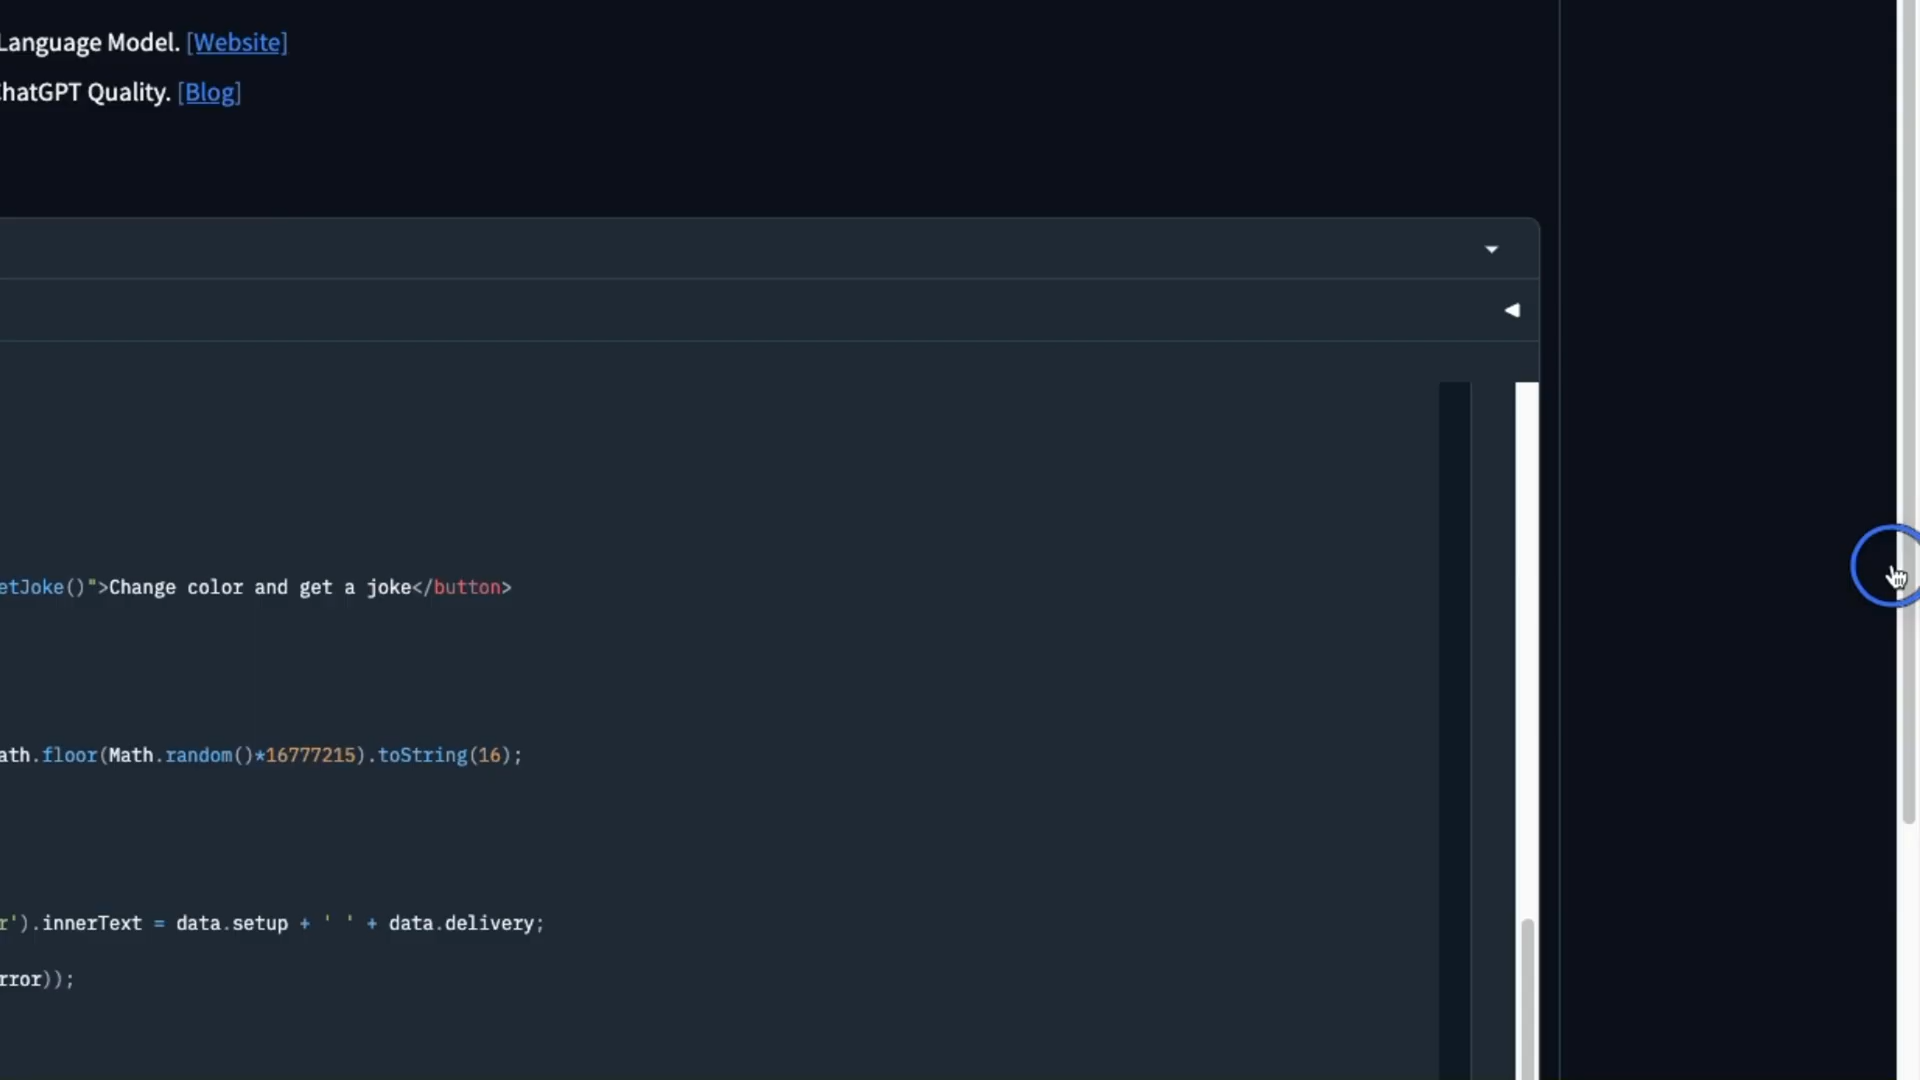 Language Model. [Website]
ChatGPT Quality. [Blog]
etJoke()">Change color and get a joke</button>
ath.floor(Math.random()*16777215).toString(16);
r').innerText = data.setup + ' ' + data.delivery;
rror));